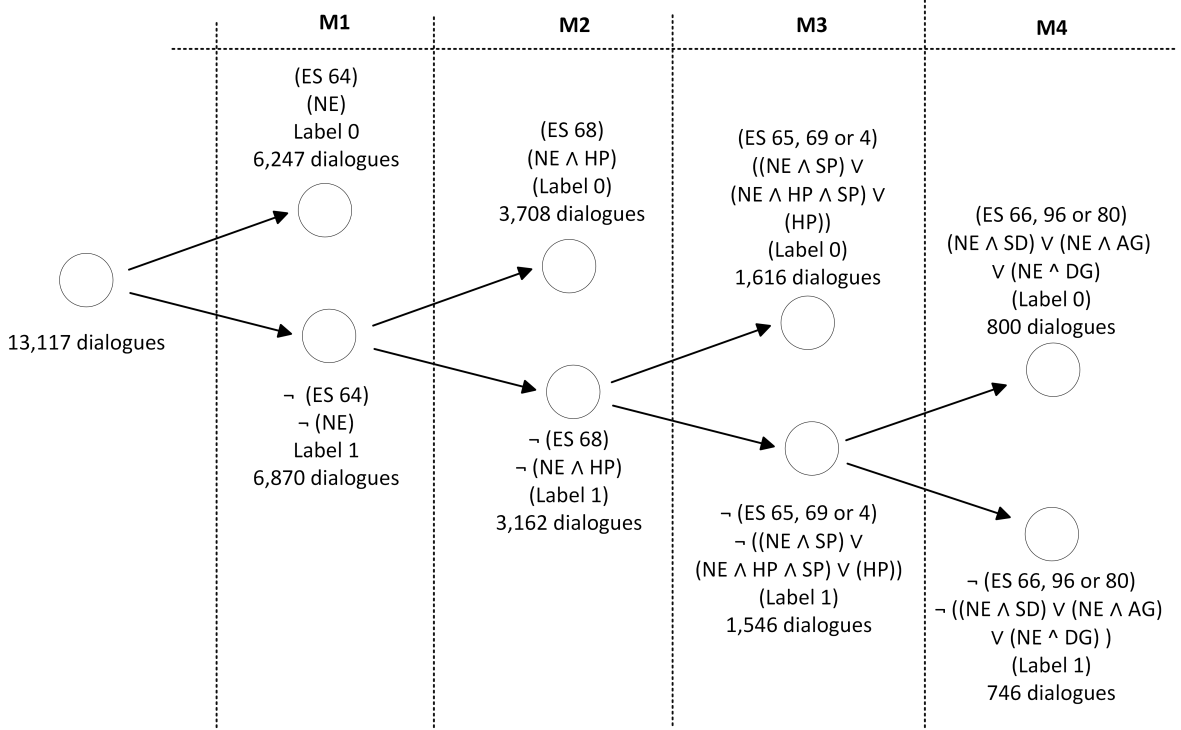 M1
M2
M3
M4
13,117 dialogues
(ES 64)
(NE)
Label 0
6,247 dialogues
¬ (ES 64)
¬ (NE)
Label 1
6,870 dialogues
(ES 68)
(NE ∧ HP)
(Label 0)
3,708 dialogues
¬ (ES 68)
¬ (NE ∧ HP)
(Label 1)
3,162 dialogues
(ES 65, 69 or 4)
((NE ∧ SP) ∨
(NE ∧ HP ∧ SP) ∨
(HP))
(Label 0)
1,616 dialogues
¬ (ES 65, 69 or 4)
¬ ((NE ∧ SP) ∨
(NE ∧ HP ∧ SP) ∨ (HP))
(Label 1)
1,546 dialogues
(ES 66, 96 or 80)
(NE ∧ SD) ∨ (NE ∧ AG)
∨ (NE ^ DG)
(Label 0)
800 dialogues
¬ (ES 66, 96 or 80)
¬ ((NE ∧ SD) ∨ (NE ∧ AG)
∨ (NE ^ DG) )
(Label 1)
746 dialogues